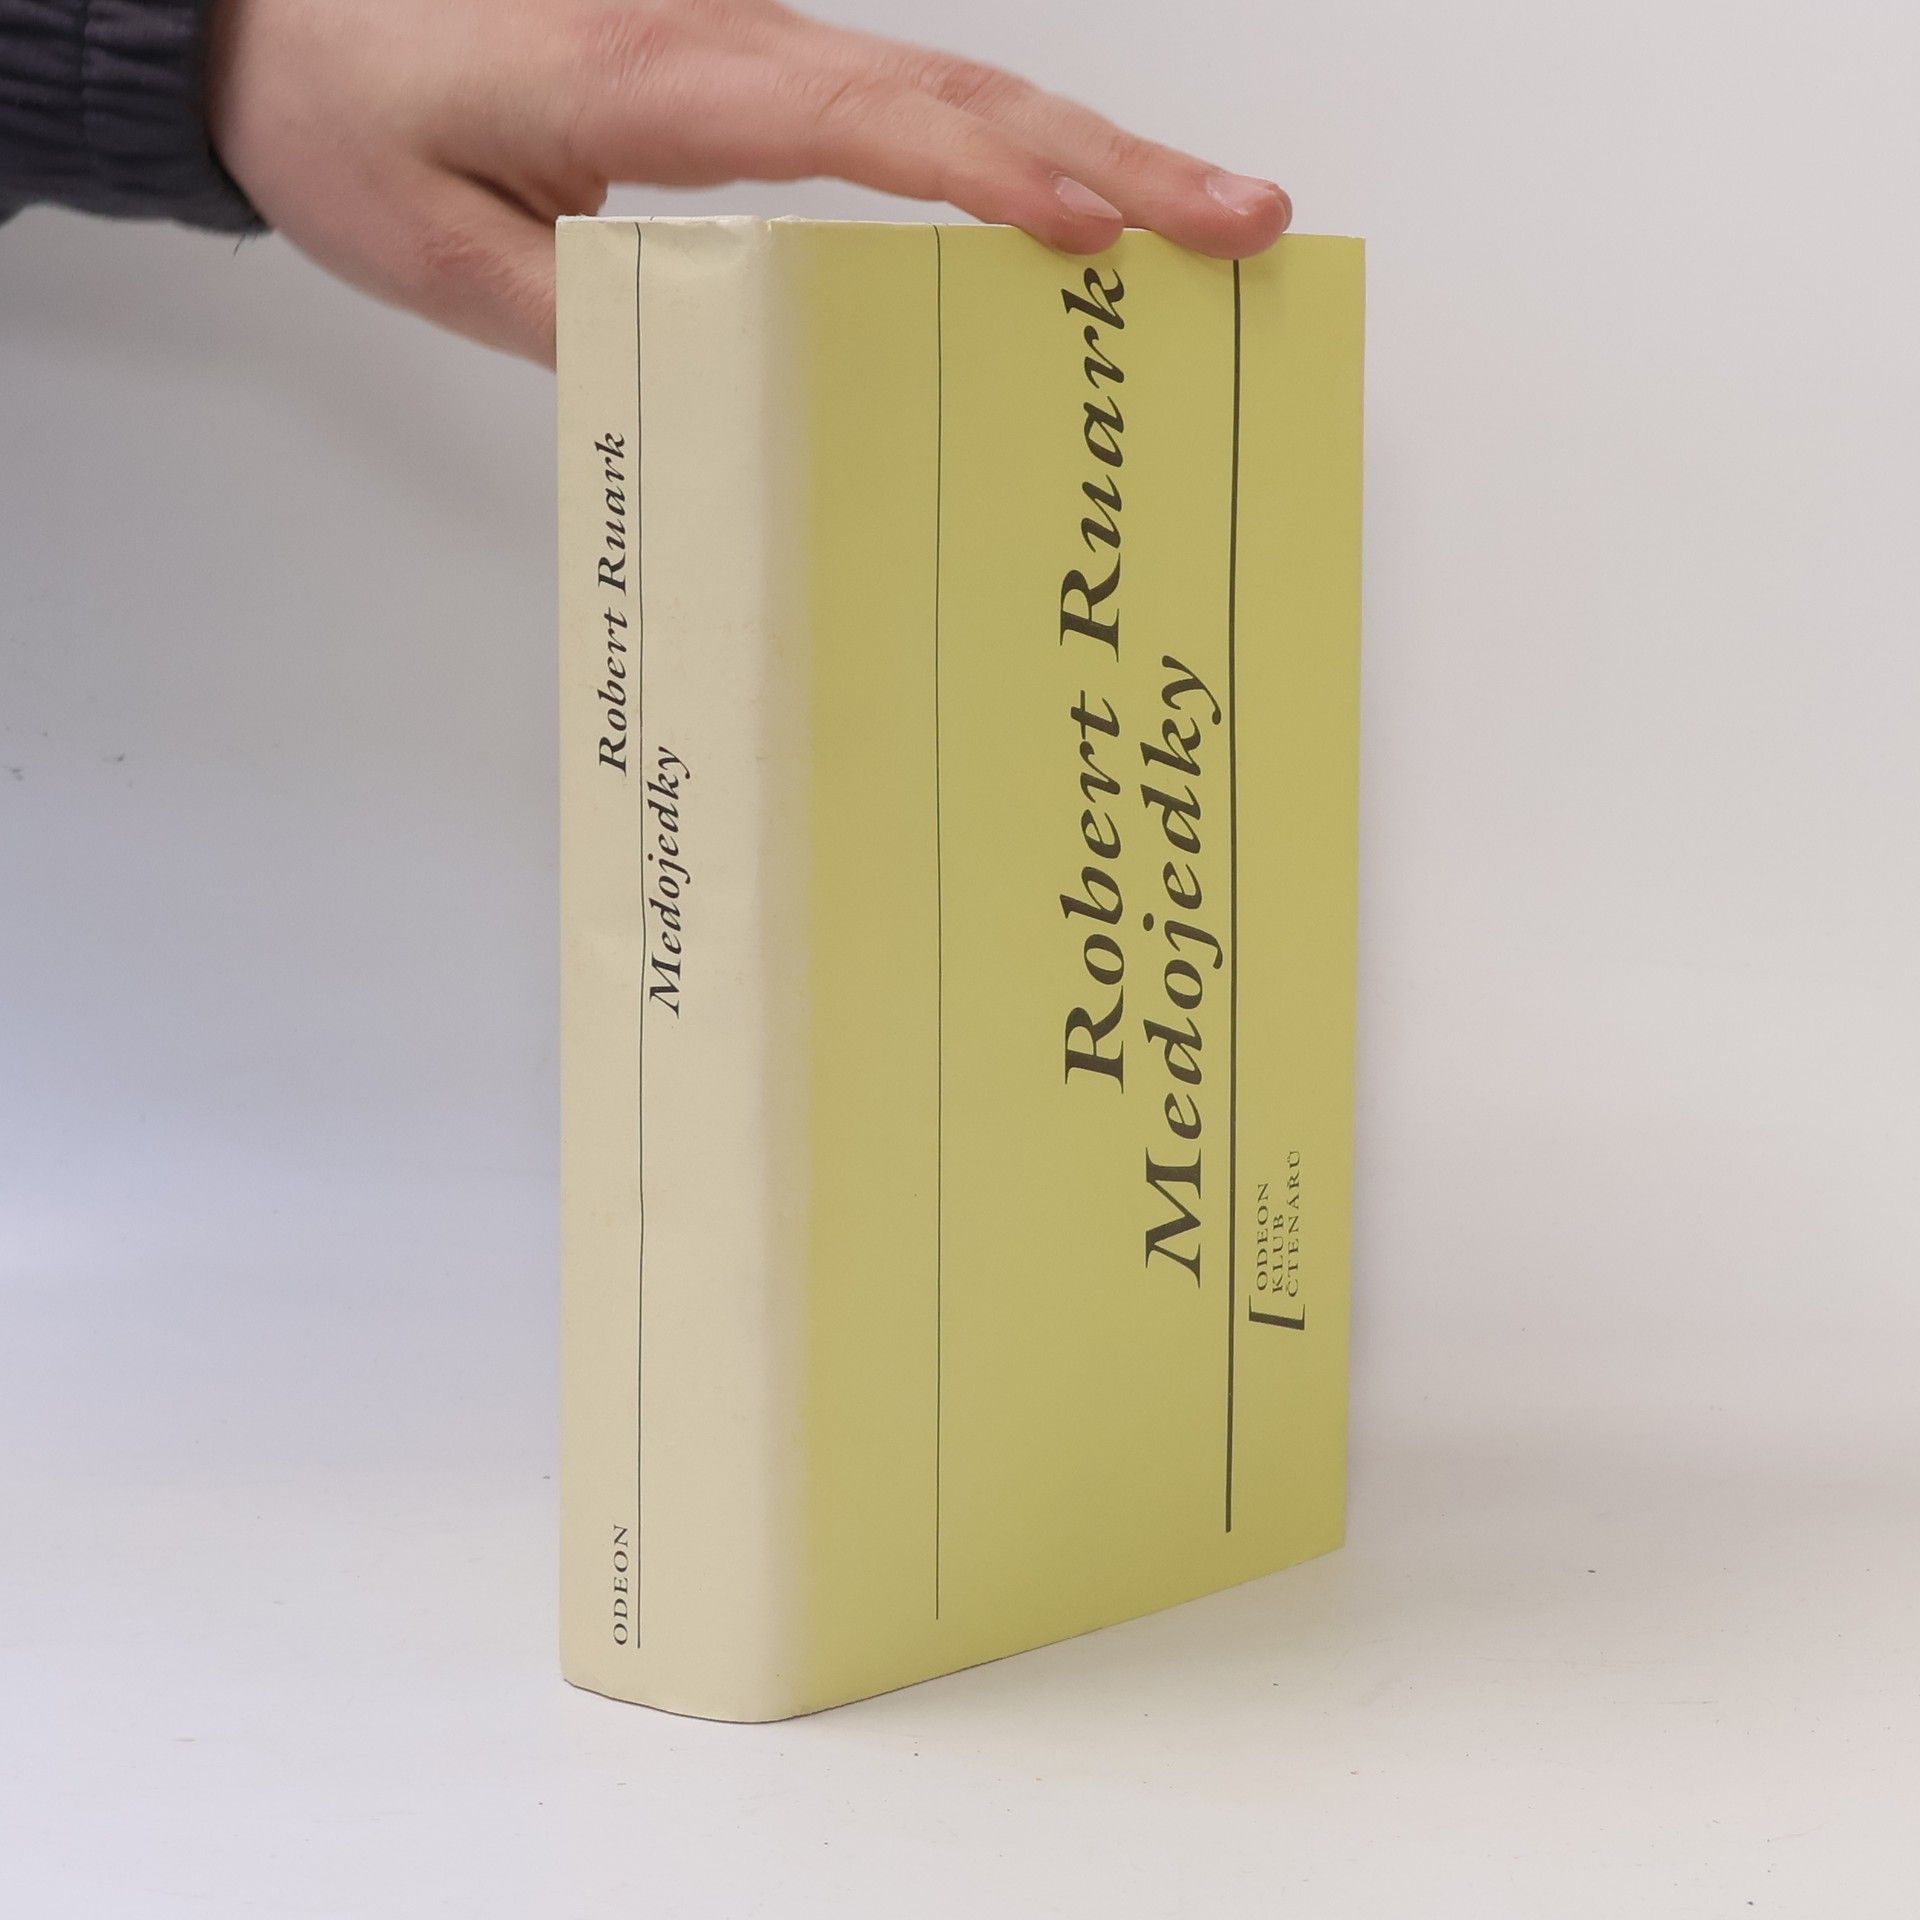 Robert Ruark
Medojedky
ODEON
Robert Ruark
Medojedky
ODEON
KLUB
ČTENÁŘŮ